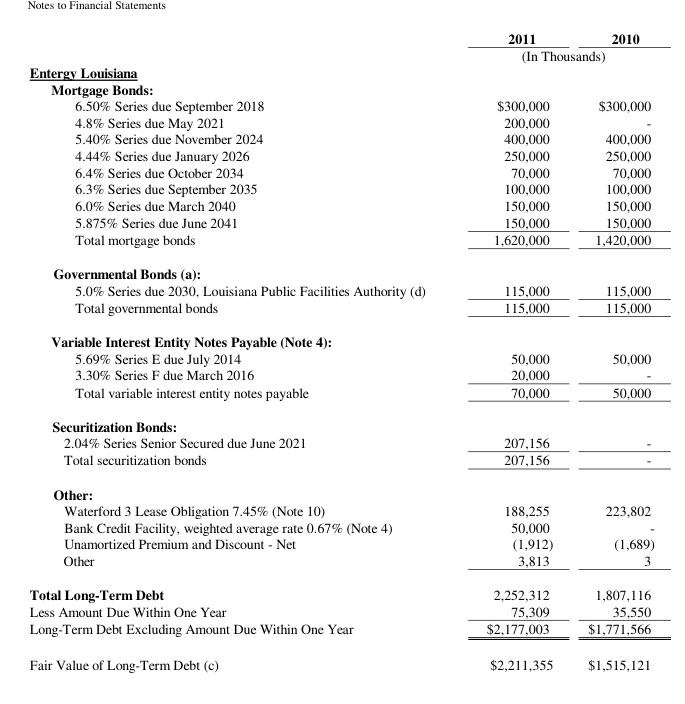 Notes to Financial Statements
2011 2010
(In Thousands)
Entergy Louisiana
Mortgage Bonds:
6.50% Series due September 2018 $300,000 $300,000
4.8% Series due May 2021 200,000 -
5.40% Series due November 2024 400,000 400,000
4.44% Series due January 2026 250,000 250,000
6.4% Series due October 2034 70,000 70,000
6.3% Series due September 2035 100,000 100,000
6.0% Series due March 2040 150,000 150,000
5.875% Series due June 2041 150,000 150,000
Total mortgage bonds 1,620,000 1,420,000
Governmental Bonds (a):
5.0% Series due 2030, Louisiana Public Facilities Authority (d) 115,000 115,000
Total governmental bonds 115,000 115,000
Variable Interest Entity Notes Payable (Note 4):
5.69% Series E due July 2014 50,000 50,000
3.30% Series F due March 2016 20,000 -
Total variable interest entity notes payable 70,000 50,000
Securitization Bonds:
2.04% Series Senior Secured due June 2021 207,156 -
Total securitization bonds 207,156 -
Other:
Waterford 3 Lease Obligation 7.45% (Note 10) 188,255 223,802
Bank Credit Facility, weighted average rate 0.67% (Note 4) 50,000 -
Unamortized Premium and Discount - Net (1,912) (1,689)
Other 3,813 3
Total Long-Term Debt 2,252,312 1,807,116
Less Amount Due Within One Year 75,309 35,550
Long-Term Debt Excluding Amount Due Within One Year $2,177,003 $1,771,566
Fair Value of Long-Term Debt (c) $2,211,355 $1,515,121